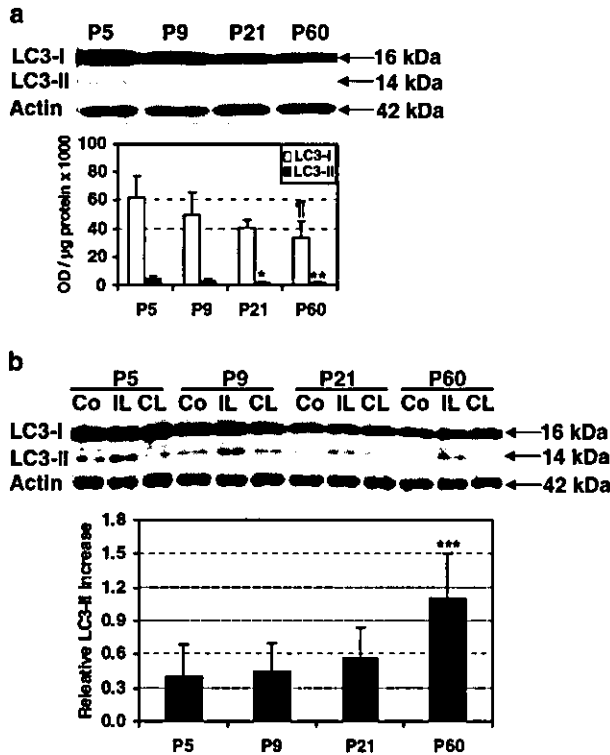 a
P5 P9 P21 P60
LC3-I 16 kDa
LC3-II 14 kDa
Actin 42 kDa
OD / µg protein x 1000
100
80
60
40
20
0
LC3-I
LC3-II
¶
* **
P5 P9 P21 P60
b
P5 P9 P21 P60
Co IL CL Co IL CL Co IL CL Co IL CL
LC3-I 16 kDa
LC3-II 14 kDa
Actin 42 kDa
Releative LC3-II increase
1.8
1.5
1.2
0.9
0.6
0.3
0.0
***
P5 P9 P21 P60